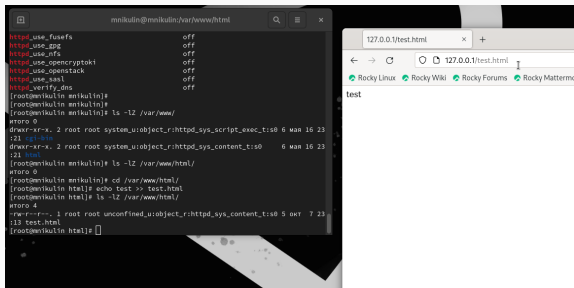 mnikulin@mnikulin:/var/www/html
httpd_use_fusefs off
httpd_use_gpg off
httpd_use_nfs off
httpd_use_opencryptoki off
httpd_use_openstack off
httpd_use_sasl off
httpd_verify_dns off
[root@mnikulin mnikulin]#
[root@mnikulin mnikulin]#
[root@mnikulin mnikulin]# ls -lZ /var/www/
итого 0
drwxr-xr-x. 2 root root system_u:object_r:httpd_sys_script_exec_t:s0 6 мая 16 23
:21 cgi-bin
drwxr-xr-x. 2 root root system_u:object_r:httpd_sys_content_t:s0 6 мая 16 23
:21 html
[root@mnikulin mnikulin]# ls -lZ /var/www/html/
итого 0
[root@mnikulin mnikulin]# cd /var/www/html/
[root@mnikulin html]# echo test >> test.html
[root@mnikulin html]# ls -lZ /var/www/html/
итого 4
-rw-r--r--. 1 root root unconfined_u:object_r:httpd_sys_content_t:s0 5 окт 7 23
:13 test.html
[root@mnikulin html]#
127.0.0.1/test.html
127.0.0.1/test.html
Rocky Linux Rocky Wiki Rocky Forums Rocky Mattermo
test